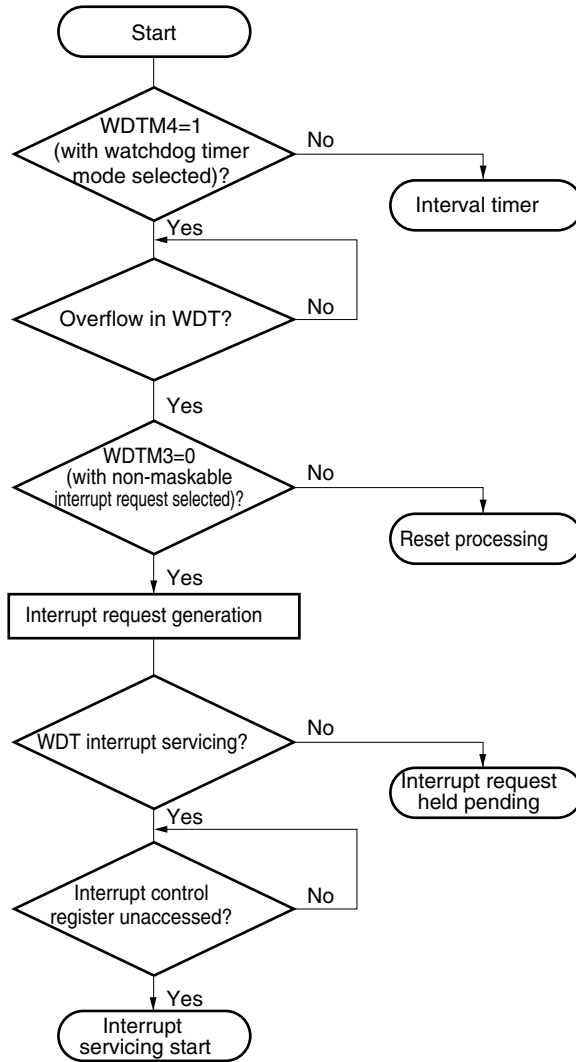 Start
WDTM4=1
(with watchdog timer
mode selected)?
No
Interval timer
Yes
Overflow in WDT?
No
Yes
WDTM3=0
(with non-maskable
interrupt request selected)?
No
Reset processing
Yes
Interrupt request generation
WDT interrupt servicing?
No
Interrupt request
held pending
Yes
Interrupt control
register unaccessed?
No
Yes
Interrupt
servicing start